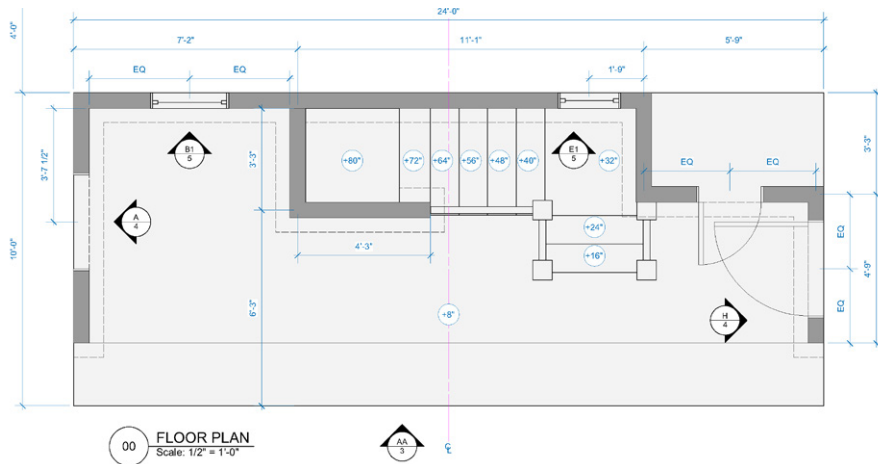 24'-0"
4'-0"
7'-2"
11'-1"
5'-9"
EQ
EQ
1'-9"
B1
5
E1
5
+80"
+72"
+64"
+56"
+48"
+40"
+32"
3'-3"
3'-3"
EQ
EQ
3'-7 1/2"
A
4
+24"
4'-3"
+16"
EQ
10'-0"
4'-9"
6'-3"
+8"
EQ
H
4
00
FLOOR PLAN
Scale: 1/2" = 1'-0"
AA
3
CL